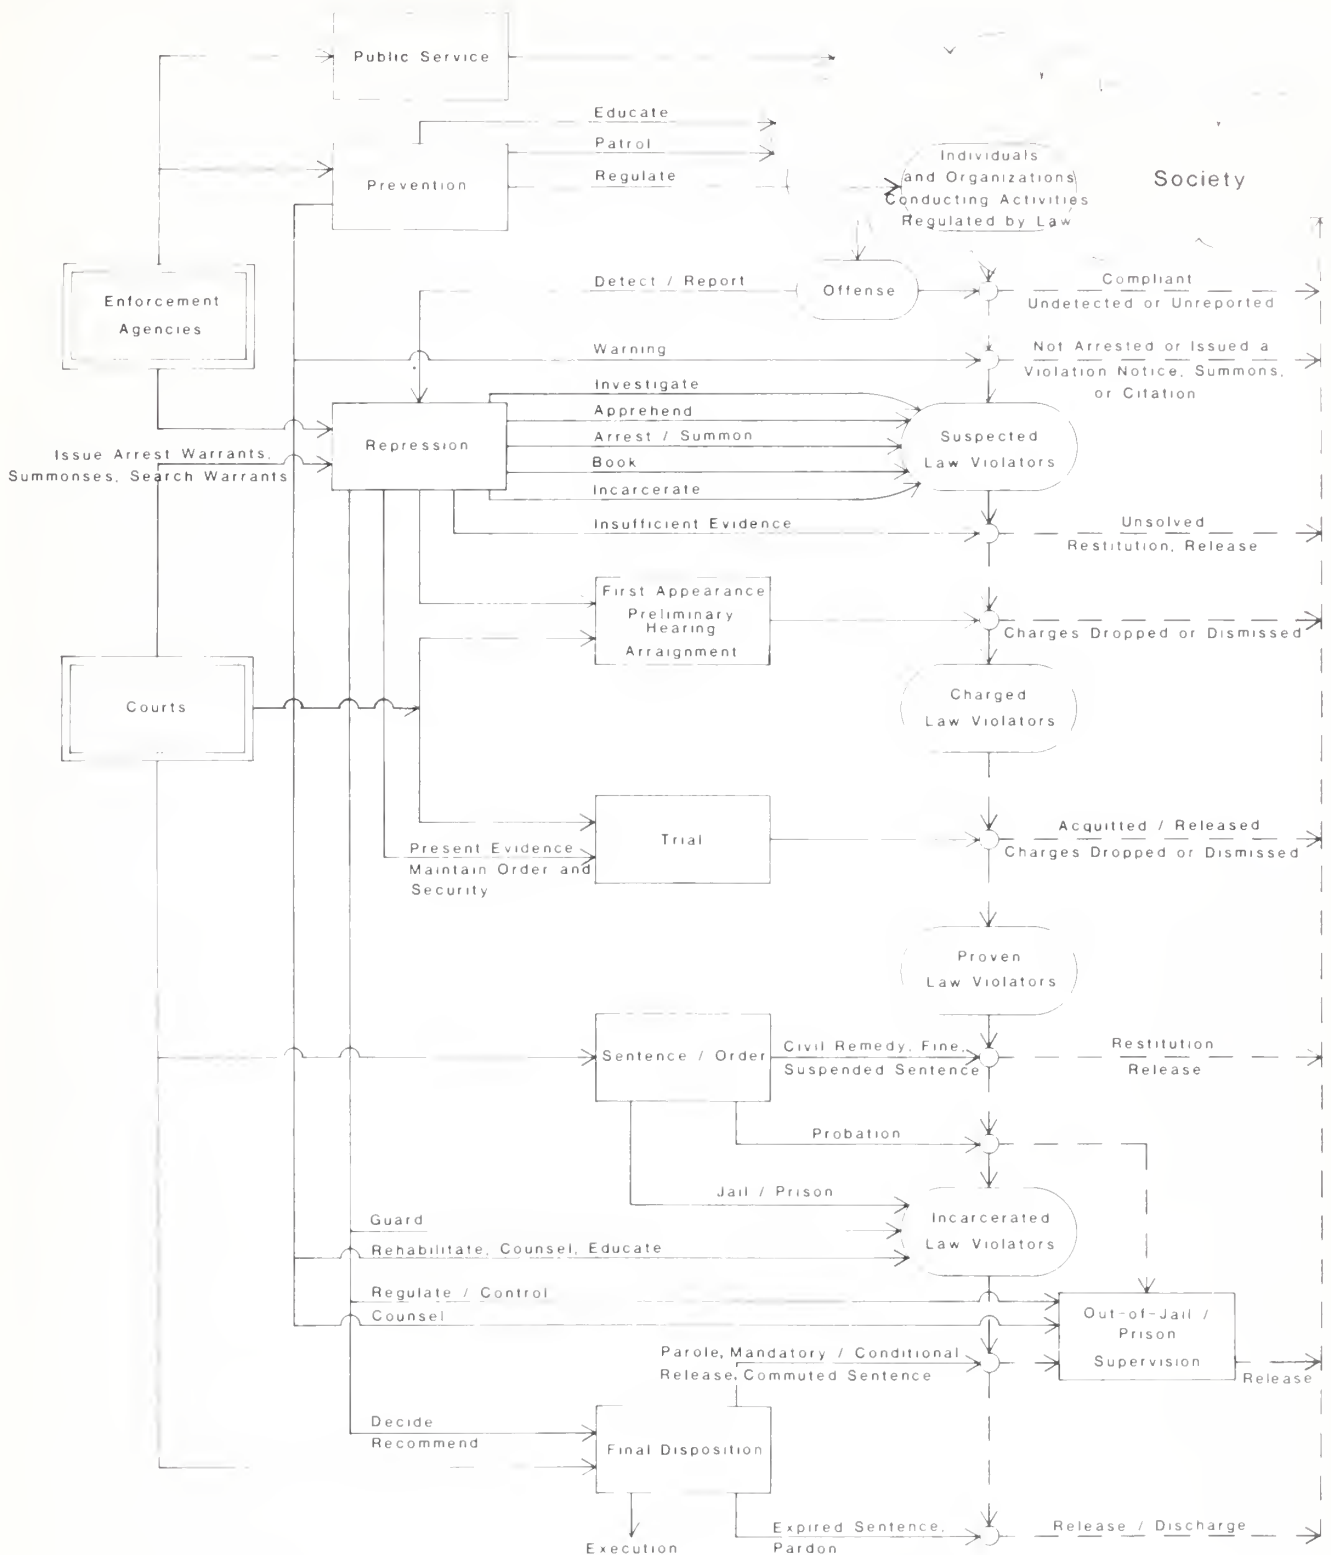 Public Service
Educate
Patrol
Prevention
Regulate
Individuals
and Organizations
Conducting Activities
Regulated by Law
Society
Enforcement
Agencies
Detect / Report
Offense
Compliant
Undetected or Unreported
Warning
Not Arrested or Issued a
Violation Notice, Summons,
or Citation
Investigate
Apprehend
Repression
Arrest / Summon
Book
Incarcerate
Suspected
Law Violators
Issue Arrest Warrants,
Summonses, Search Warrants
Insufficient Evidence
Unsolved
Restitution, Release
First Appearance
Preliminary
Hearing
Arraignment
Charges Dropped or Dismissed
Courts
Charged
Law Violators
Trial
Present Evidence
Maintain Order and
Security
Acquitted / Released
Charges Dropped or Dismissed
Proven
Law Violators
Sentence / Order
Civil Remedy, Fine,
Suspended Sentence
Restitution
Release
Probation
Jail / Prison
Guard
Rehabilitate, Counsel, Educate
Incarcerated
Law Violators
Regulate / Control
Counsel
Out-of-Jail /
Prison
Supervision
Release
Parole, Mandatory / Conditional
Release, Commuted Sentence
Decide
Recommend
Final Disposition
Execution
Expired Sentence,
Pardon
Release / Discharge